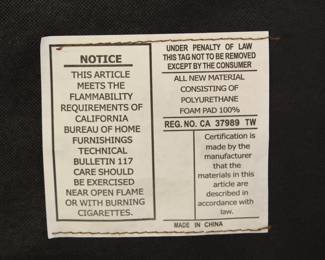 NOTICE
THIS ARTICLE
MEETS THE
FLAMMABILITY
REQUIREMENTS OF
CALIFORNIA
BUREAU OF HOME
FURNISHINGS
TECHNICAL
BULLETIN 117
CARE SHOULD
BE EXERCISED
NEAR OPEN FLAME
OR WITH BURNING
CIGARETTES.
UNDER PENALTY OF LAW
THIS TAG NOT TO BE REMOVED
EXCEPT BY THE CONSUMER
ALL NEW MATERIAL
CONSISTING OF
POLYURETHANE
FOAM PAD 100%
REG. NO. CA 37989 TW
Certification is
made by the
manufacturer
that the
materials in this
article are
described in
accordance with
law.
MADE IN CHINA